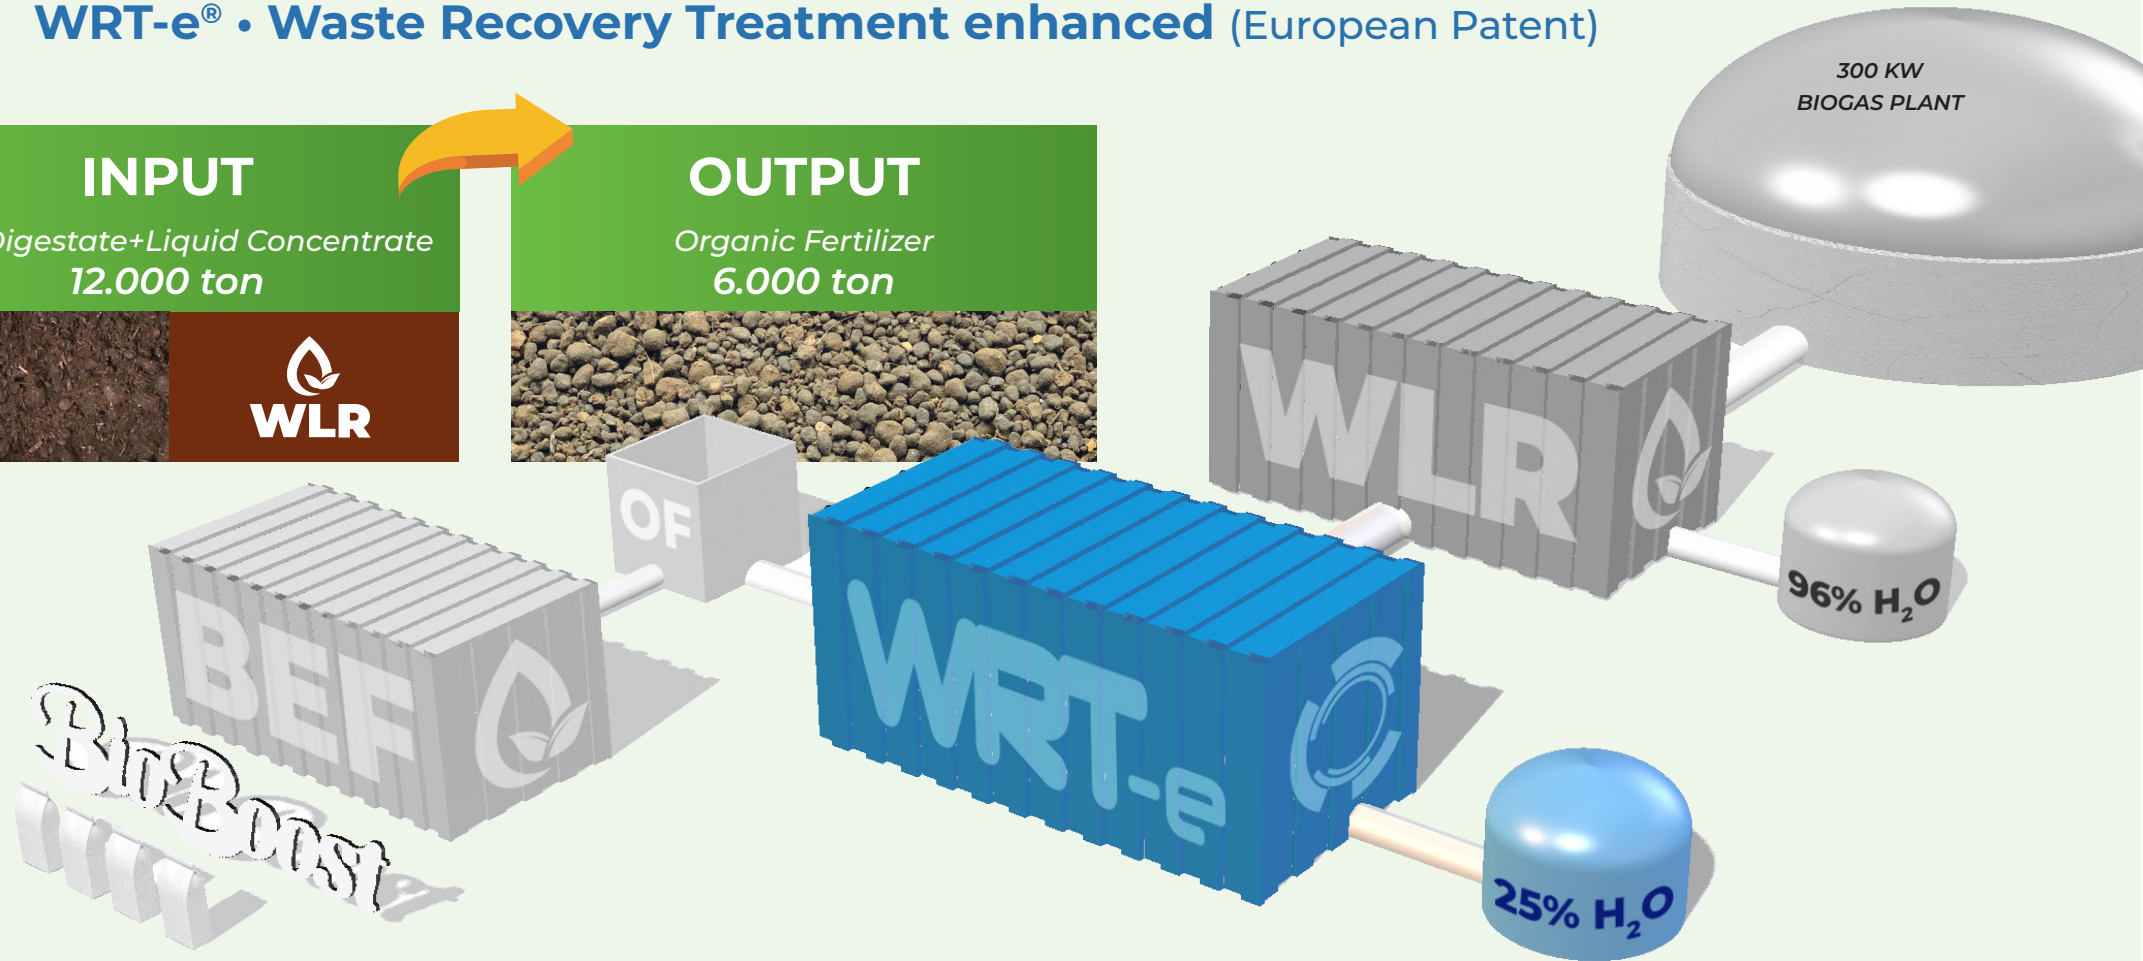 WRT-e® • Waste Recovery Treatment enhanced (European Patent)
300 KW
BIOGAS PLANT
INPUT
Digestate+Liquid Concentrate
12.000 ton
WLR
OUTPUT
Organic Fertilizer
6.000 ton
WLR
OF
96% H₂O
BEF
WRT-e
BioBoost
25% H₂O